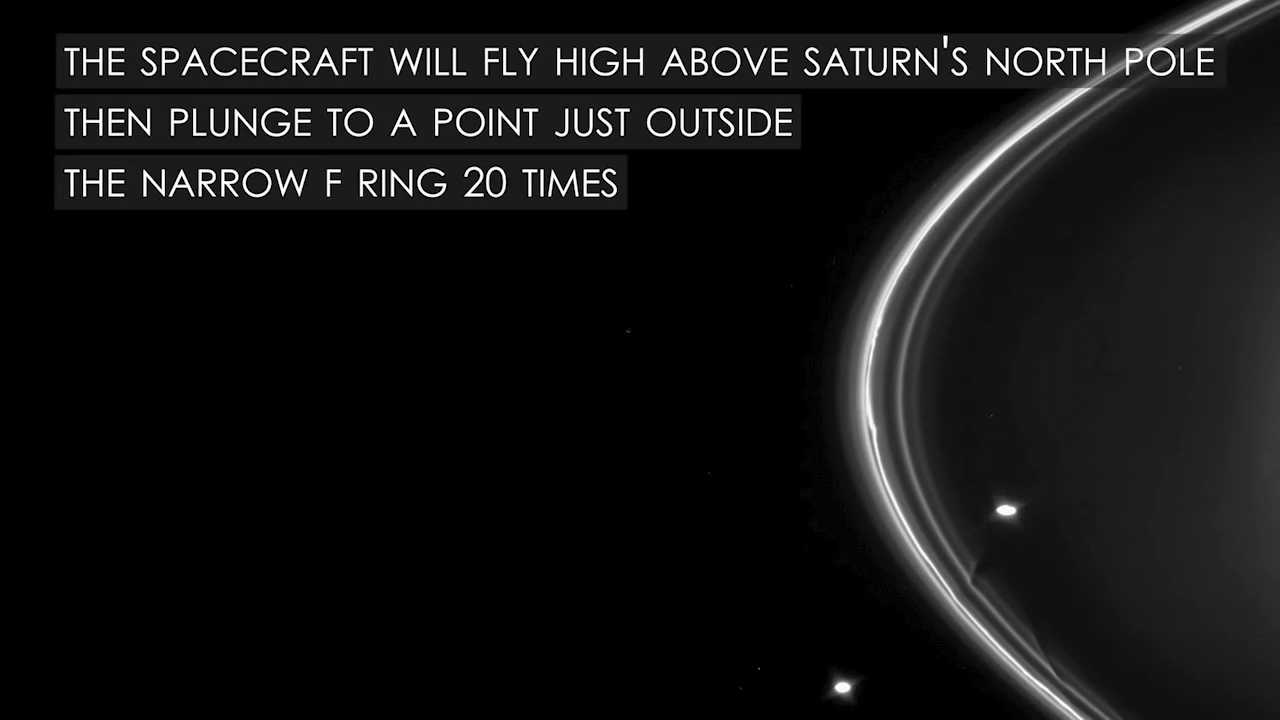 THE SPACECRAFT WILL FLY HIGH ABOVE SATURN'S NORTH POLE
THEN PLUNGE TO A POINT JUST OUTSIDE
THE NARROW F RING 20 TIMES